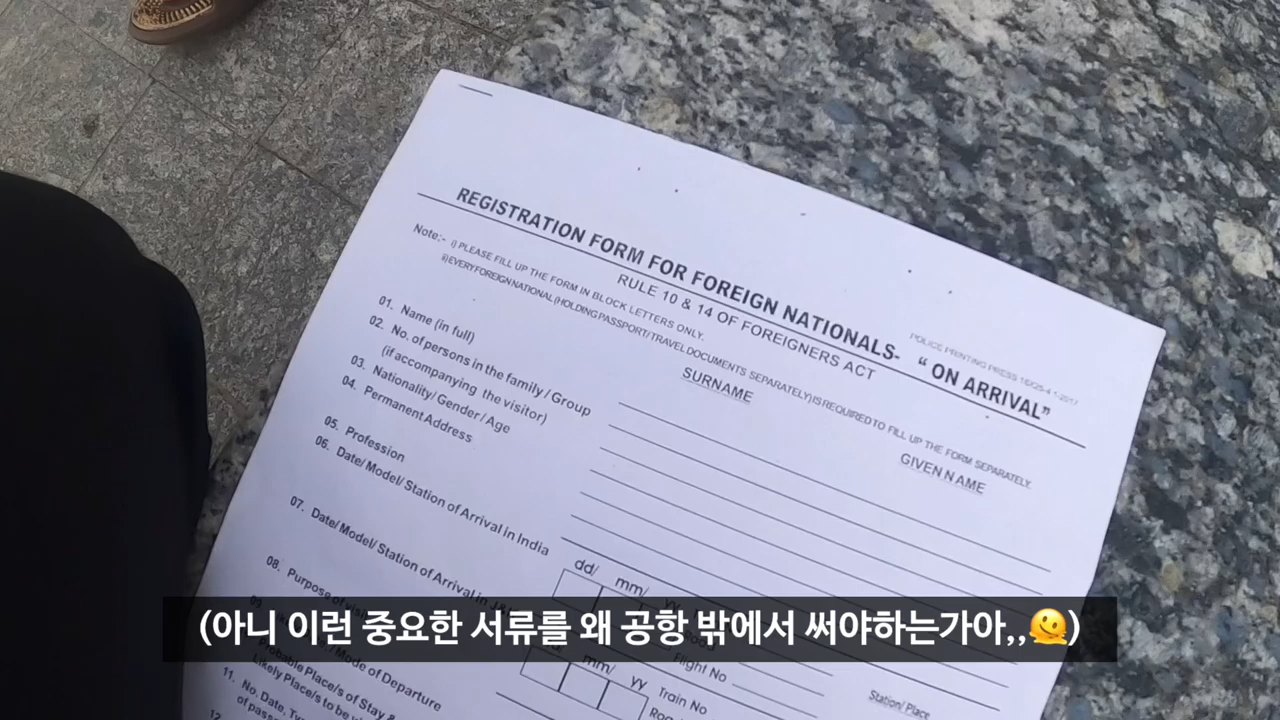 REGISTRATION FORM FOR FOREIGN NATIONALS- “ ON ARRIVAL”
RULE 10 & 14 OF FOREIGNERS ACT
POLICE PRINTING PRESS
Note:- i) PLEASE FILL UP THE FORM IN BLOCK LETTERS ONLY.
ii) EVERY FOREIGN NATIONAL (HOLDING PASSPORT/ TRAVEL DOCUMENTS SEPARATELY) IS REQUIRED TO FILL UP THE FORM SEPARATELY.
SURNAME GIVEN NAME
01. Name (in full)
02. No. of persons in the family / Group
(if accompanying the visitor)
03. Nationality/ Gender / Age
04. Permanent Address
05. Profession
06. Date/ Model/ Station of Arrival in India
dd/ mm/ yy
07. Date/ Model/ Station of Arrival in
Flight No
08. Purpose of
mm/ yy
Train No
Station/ Place
/ Mode of Departure
Probable Place/s of Stay &
Likely Place/s to be
11. No. Date,
of
12
(아니 이런 중요한 서류를 왜 공항 밖에서 써야하는가아,,🫠)